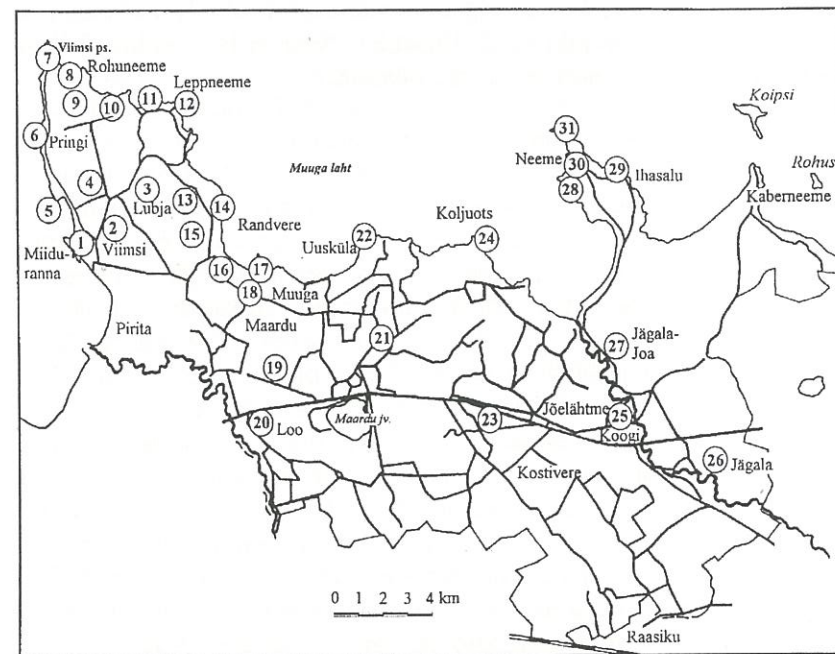 7 Viimsi ps.
8 Rohuneeme
Leppneeme
9
10
11
12
Koipsi
6
Pringi
31
Muuga laht
Neeme
30
29
Ihasalu
Rohus
4
3
13
28
Kaberneeme
Lubja
5
14
Randvere
Koljuots
2
15
22
Uusküla
24
1
Viimsi
Miidu-
ranna
16
17
18
Muuga
Pirita
Maardu
21
27
Jägala-
Joa
19
20
Loo
Maardu jv.
23
Jõelähtme
25
Koogi
26
Jägala
Kostivere
0 1 2 3 4 km
Raasiku